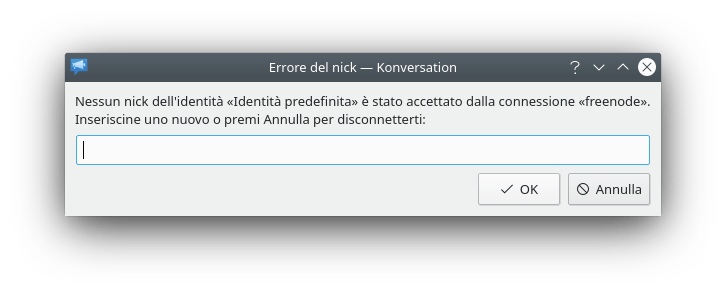 Errore del nick — Konversation
Nessun nick dell'identità «Identità predefinita» è stato accettato dalla connessione «freenode».
Inseriscine uno nuovo o premi Annulla per disconnetterti:
OK
Annulla